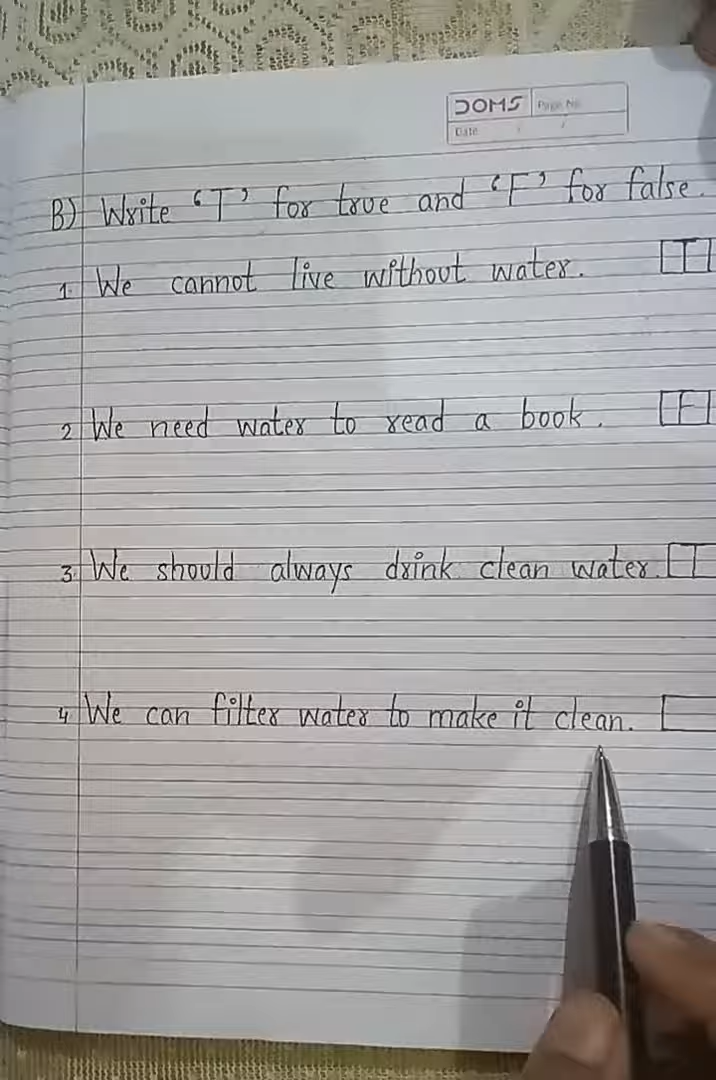 DOMS Page No.
Date / /
B) Write ‘T’ for true and ‘F’ for false.
1. We cannot live without water. T
2 We need water to read a book. F
3. We should always drink clean water. T
4 We can filter water to make it clean.